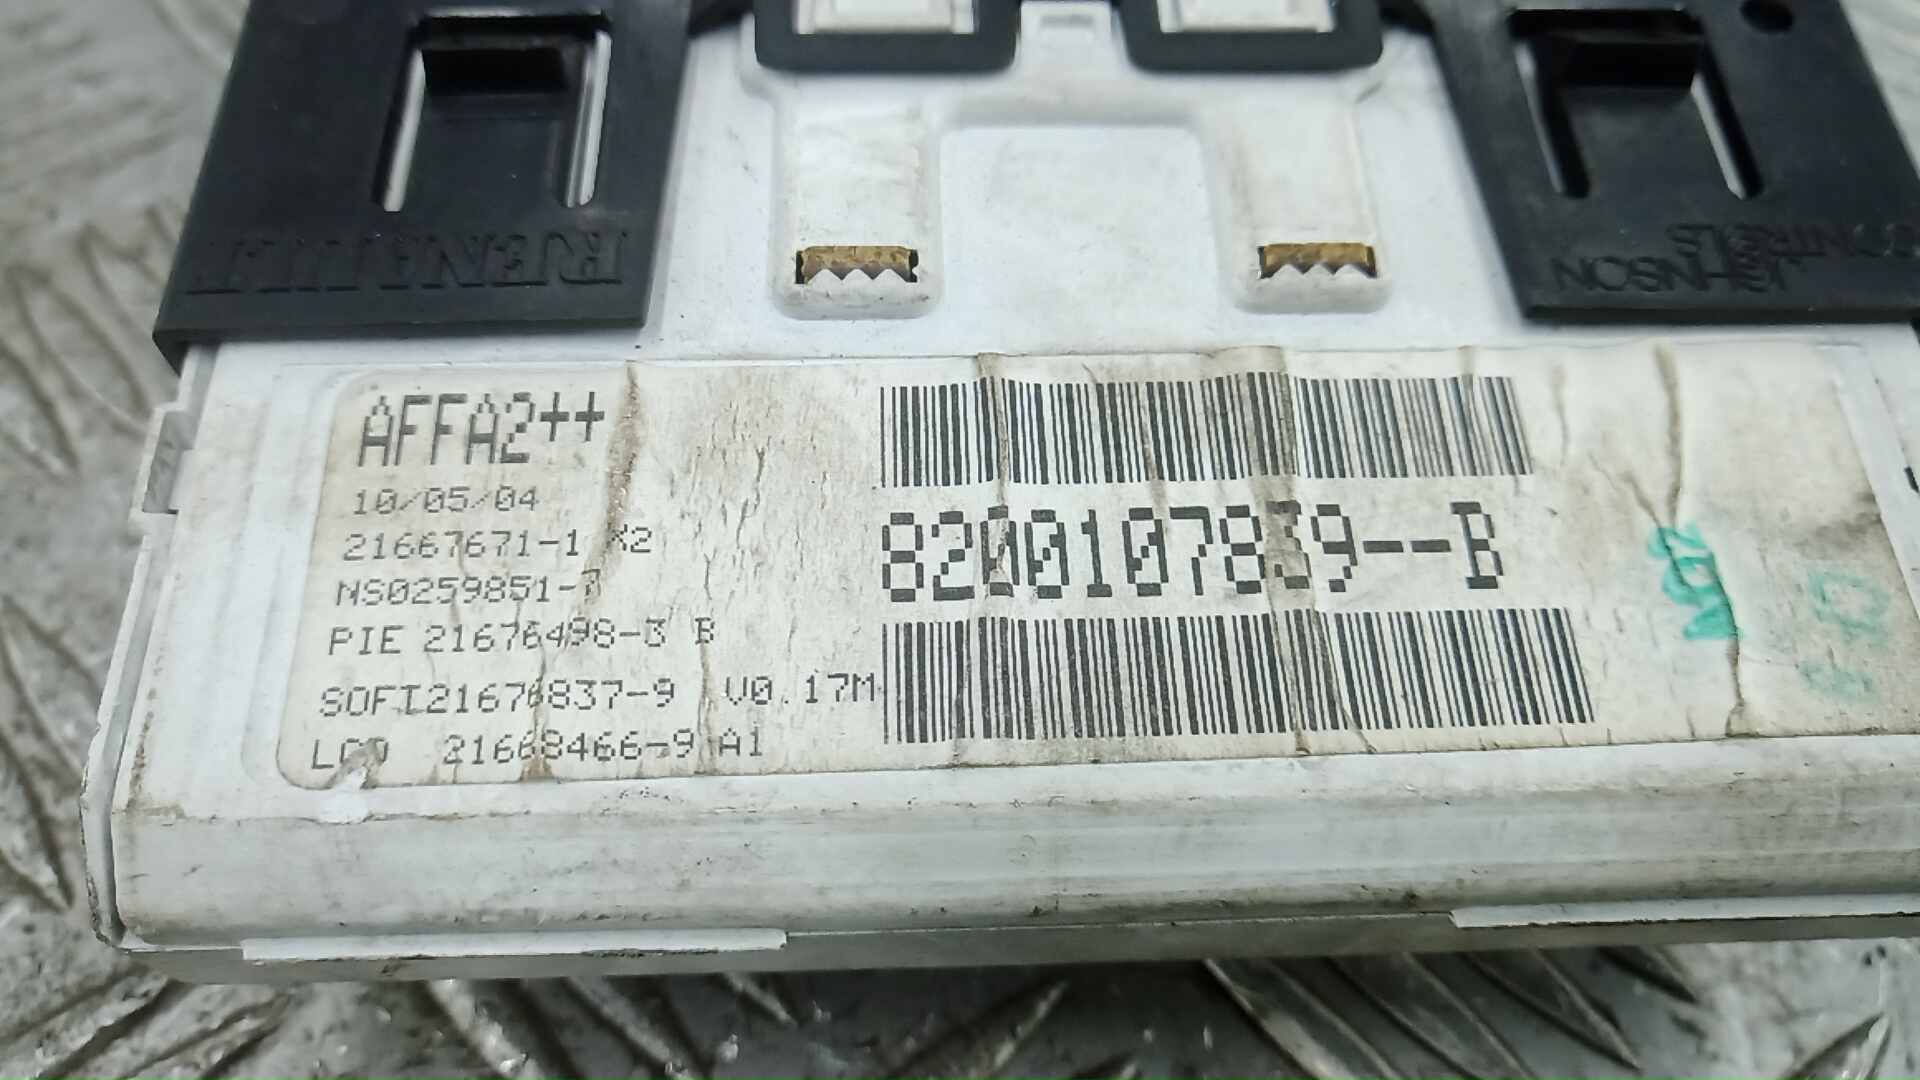 RENAULT
JOHNSON
CONTROLS
AFFA2++
10/05/04
21667671-1 K2
NS0259851-7
PIE 21676498-3 B
SOFT21676837-9 V0.17M
LCD 21668466-9 A1
8200107839--B